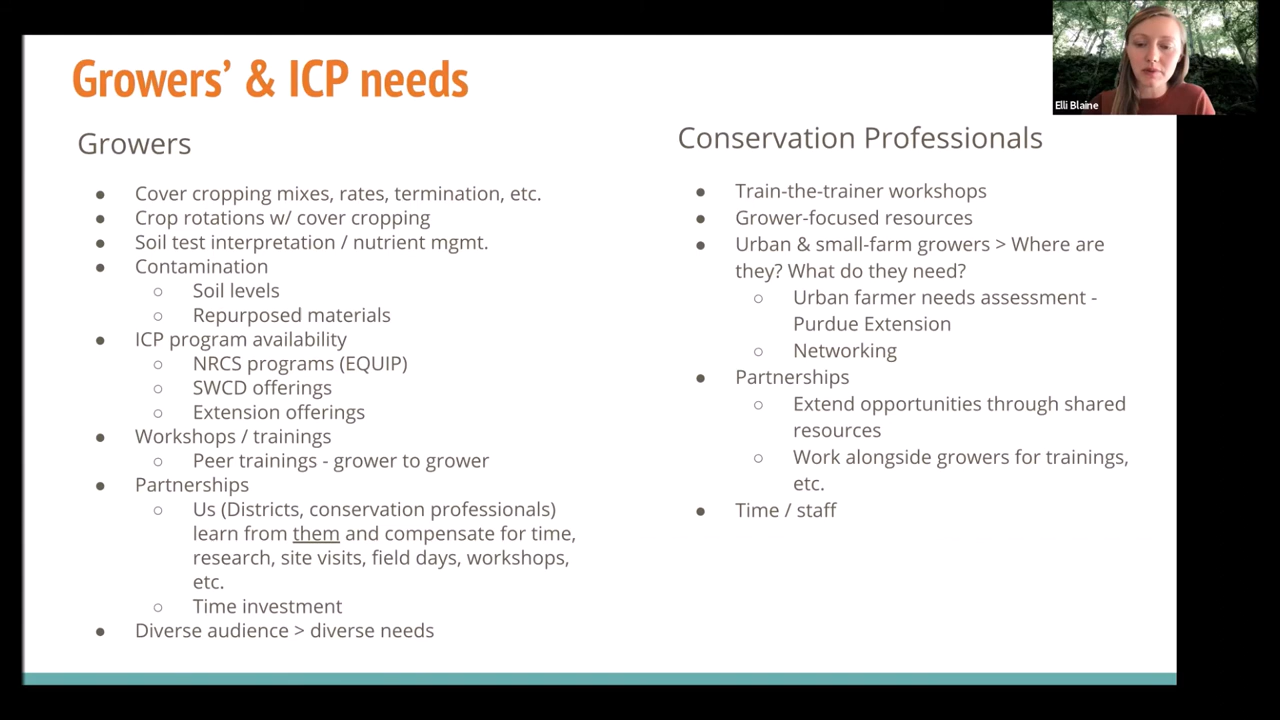 Growers’ & ICP needs
Growers
● Cover cropping mixes, rates, termination, etc.
● Crop rotations w/ cover cropping
● Soil test interpretation / nutrient mgmt.
● Contamination
○ Soil levels
○ Repurposed materials
● ICP program availability
○ NRCS programs (EQUIP)
○ SWCD offerings
○ Extension offerings
● Workshops / trainings
○ Peer trainings - grower to grower
● Partnerships
○ Us (Districts, conservation professionals)
learn from them and compensate for time,
research, site visits, field days, workshops,
etc.
○ Time investment
● Diverse audience > diverse needs
Conservation Professionals
● Train-the-trainer workshops
● Grower-focused resources
● Urban & small-farm growers > Where are
they? What do they need?
○ Urban farmer needs assessment -
Purdue Extension
○ Networking
● Partnerships
○ Extend opportunities through shared
resources
○ Work alongside growers for trainings,
etc.
● Time / staff
Elli Blaine